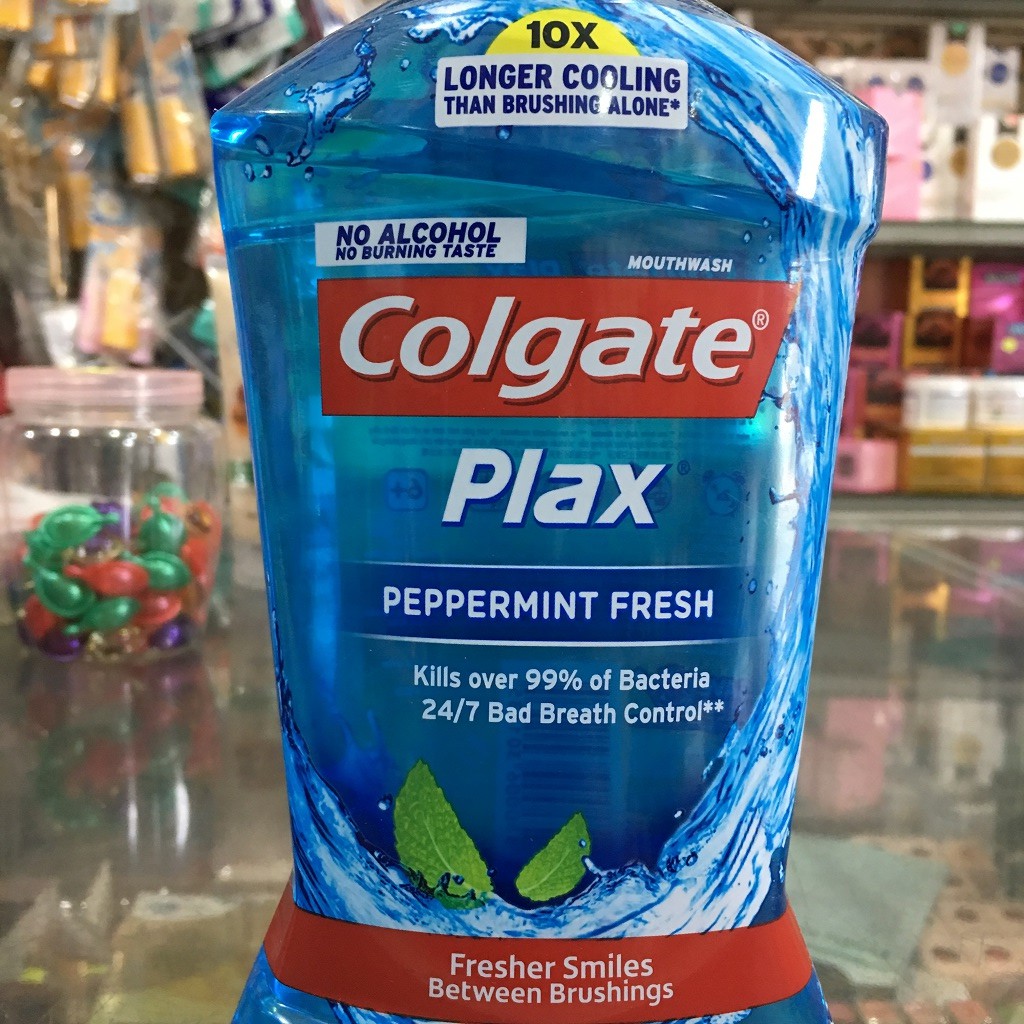 10X
LONGER COOLING
THAN BRUSHING ALONE*
NO ALCOHOL
NO BURNING TASTE
MOUTHWASH
Colgate®
Plax®
PEPPERMINT FRESH
Kills over 99% of Bacteria
24/7 Bad Breath Control**
Fresher Smiles
Between Brushings